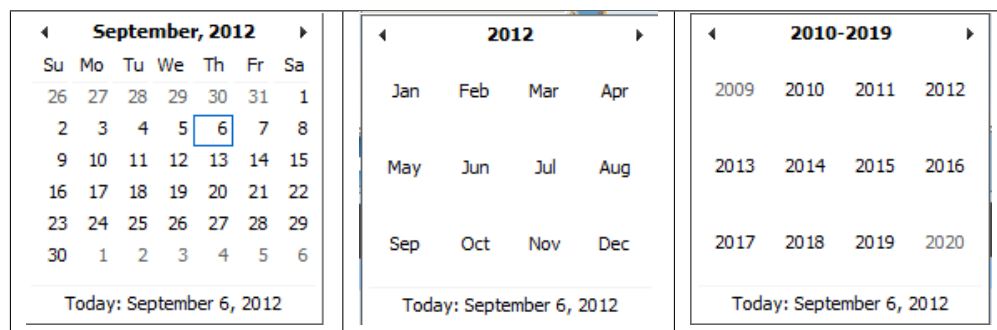 September, 2012
Su Mo Tu We Th Fr Sa
26 27 28 29 30 31 1
2 3 4 5 6 7 8
9 10 11 12 13 14 15
16 17 18 19 20 21 22
23 24 25 26 27 28 29
30 1 2 3 4 5 6
Today: September 6, 2012
2012
Jan Feb Mar Apr
May Jun Jul Aug
Sep Oct Nov Dec
Today: September 6, 2012
2010-2019
2009 2010 2011 2012
2013 2014 2015 2016
2017 2018 2019 2020
Today: September 6, 2012